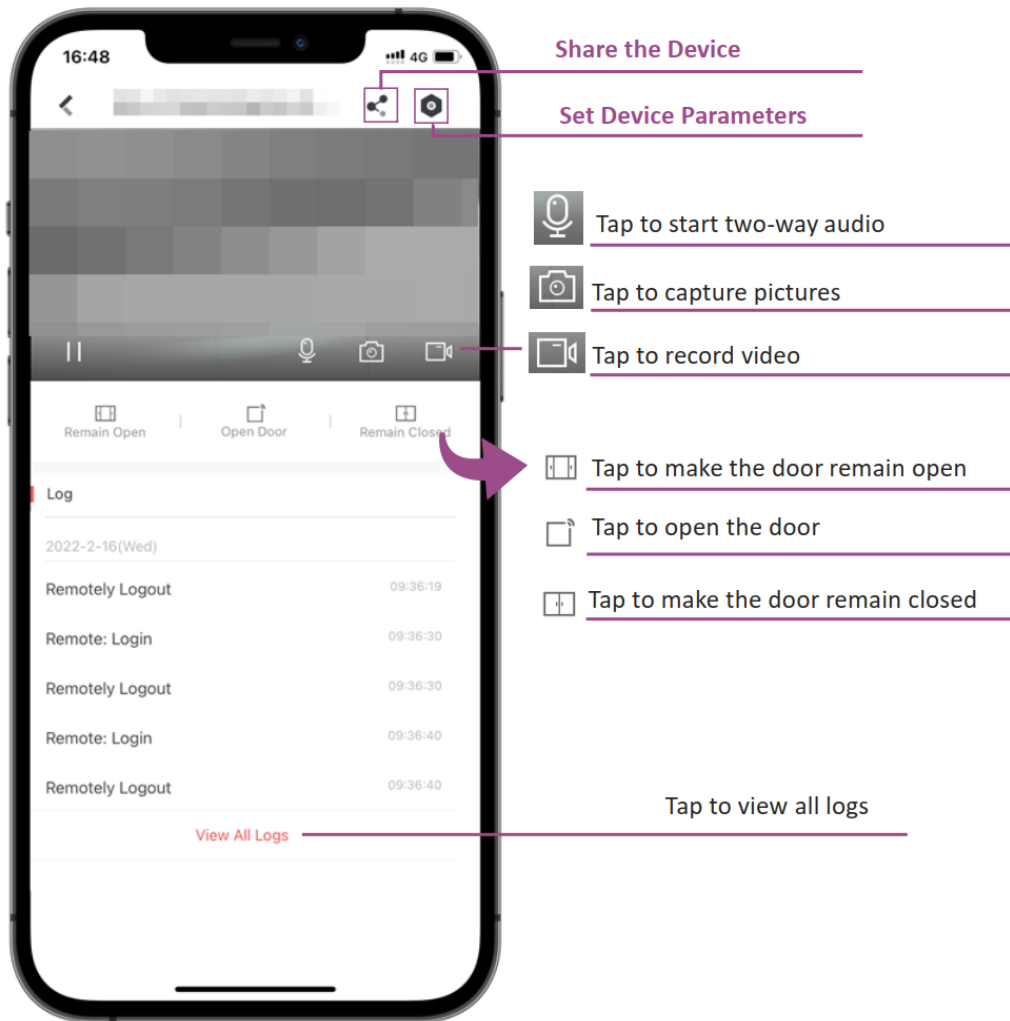 16:48
4G
Share the Device
Set Device Parameters
Tap to start two-way audio
Tap to capture pictures
Tap to record video
Remain Open
Open Door
Remain Closed
Tap to make the door remain open
Tap to open the door
Tap to make the door remain closed
Log
2022-2-16(Wed)
Remotely Logout 09:36:19
Remote: Login 09:36:30
Remotely Logout 09:36:30
Remote: Login 09:36:40
Remotely Logout 09:36:40
View All Logs
Tap to view all logs